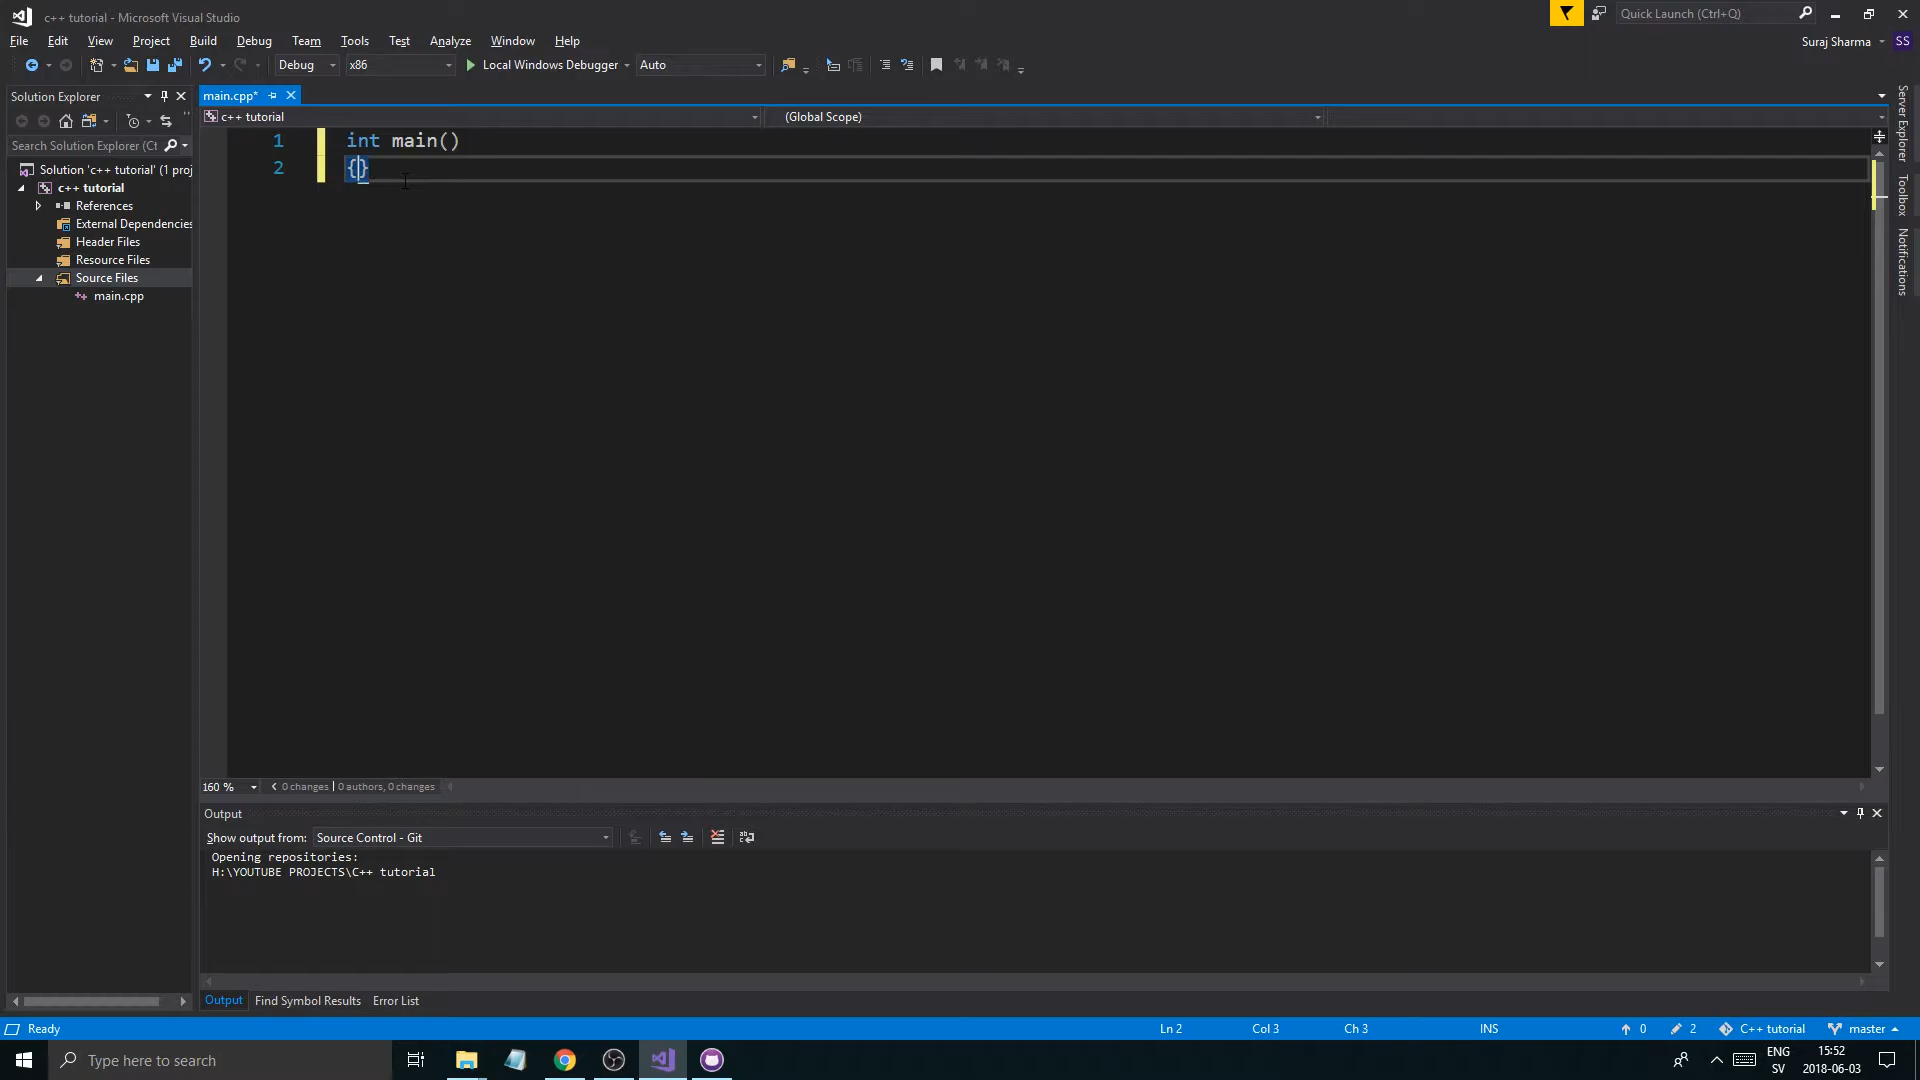 c++ tutorial - Microsoft Visual Studio
Quick Launch (Ctrl+Q)
File Edit View Project Build Debug Team Tools Test Analyze Window Help
Suraj Sharma SS
Debug x86 Local Windows Debugger Auto
Solution Explorer
main.cpp*
c++ tutorial (Global Scope)
Search Solution Explorer (Ct
Solution 'c++ tutorial' (1 proj
c++ tutorial
References
External Dependencies
Header Files
Resource Files
Source Files
main.cpp
1 int main()
2 {}
Server Explorer
Toolbox
Notifications
160 % 0 changes | 0 authors, 0 changes
Output
Show output from: Source Control - Git
Opening repositories:
H:\YOUTUBE PROJECTS\C++ tutorial
Output Find Symbol Results Error List
Ready Ln 2 Col 3 Ch 3 INS 0 2 C++ tutorial master
Type here to search
ENG 15:52
SV 2018-06-03